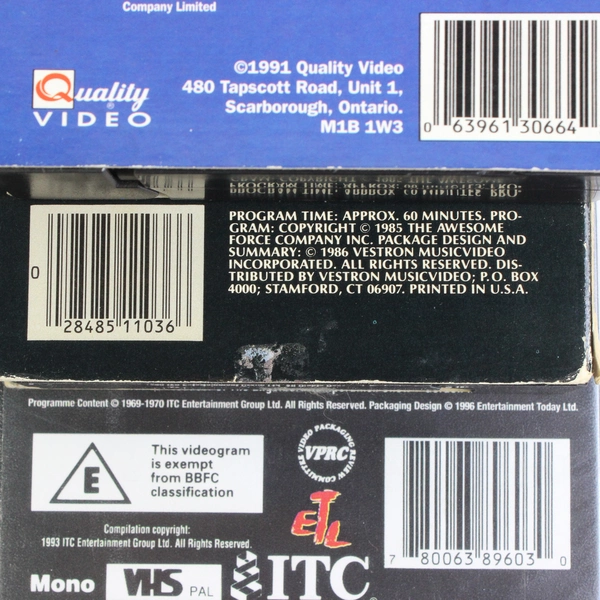 Company Limited
©1991 Quality Video
480 Tapscott Road, Unit 1,
Scarborough, Ontario.
M1B 1W3
Quality®
VIDEO
0 63961 30664
PROGRAM TIME: APPROX. 60 MINUTES. PRO-
GRAM: COPYRIGHT © 1985 THE AWESOME
FORCE COMPANY INC. PACKAGE DESIGN AND
SUMMARY: © 1986 VESTRON MUSICVIDEO
INCORPORATED. ALL RIGHTS RESERVED. DIS-
TRIBUTED BY VESTRON MUSICVIDEO; P.O. BOX
4000; STAMFORD, CT 06907. PRINTED IN U.S.A.
0 28485 11036
Programme Content © 1969-1970 ITC Entertainment Group Ltd. All Rights Reserved. Packaging Design © 1996 Entertainment Today Ltd.
E
This videogram
is exempt
from BBFC
classification
VIDEO PACKAGING REVIEW COMMITTEE
VPRC
ETL
Compilation copyright:
1993 ITC Entertainment Group Ltd. All Rights Reserved.
Mono VHS PAL
ITC
7 80063 89603 0